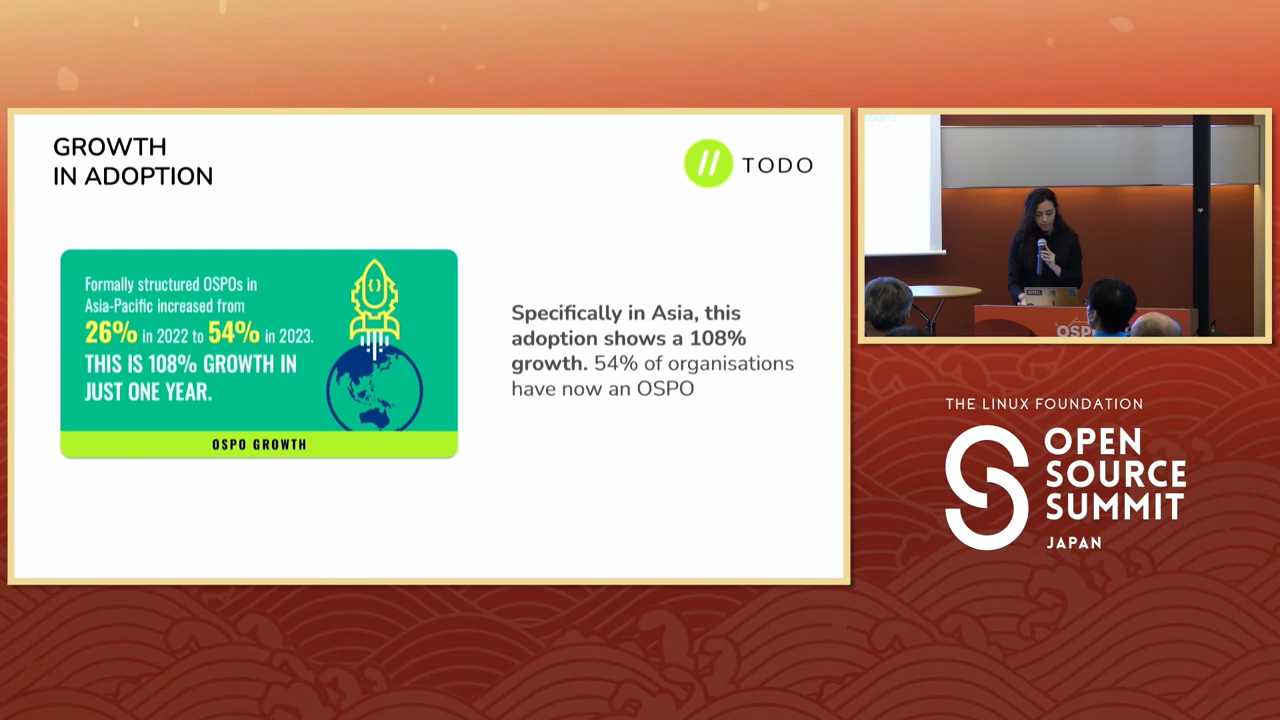 GROWTH
IN ADOPTION
// TODO
Formally structured OSPOs in
Asia-Pacific increased from
26% in 2022 to 54% in 2023.
THIS IS 108% GROWTH IN
JUST ONE YEAR.
{}
OSPO GROWTH
Specifically in Asia, this
adoption shows a 108%
growth. 54% of organisations
have now an OSPO
OSP
THE LINUX FOUNDATION
OPEN
SOURCE
SUMMIT
JAPAN